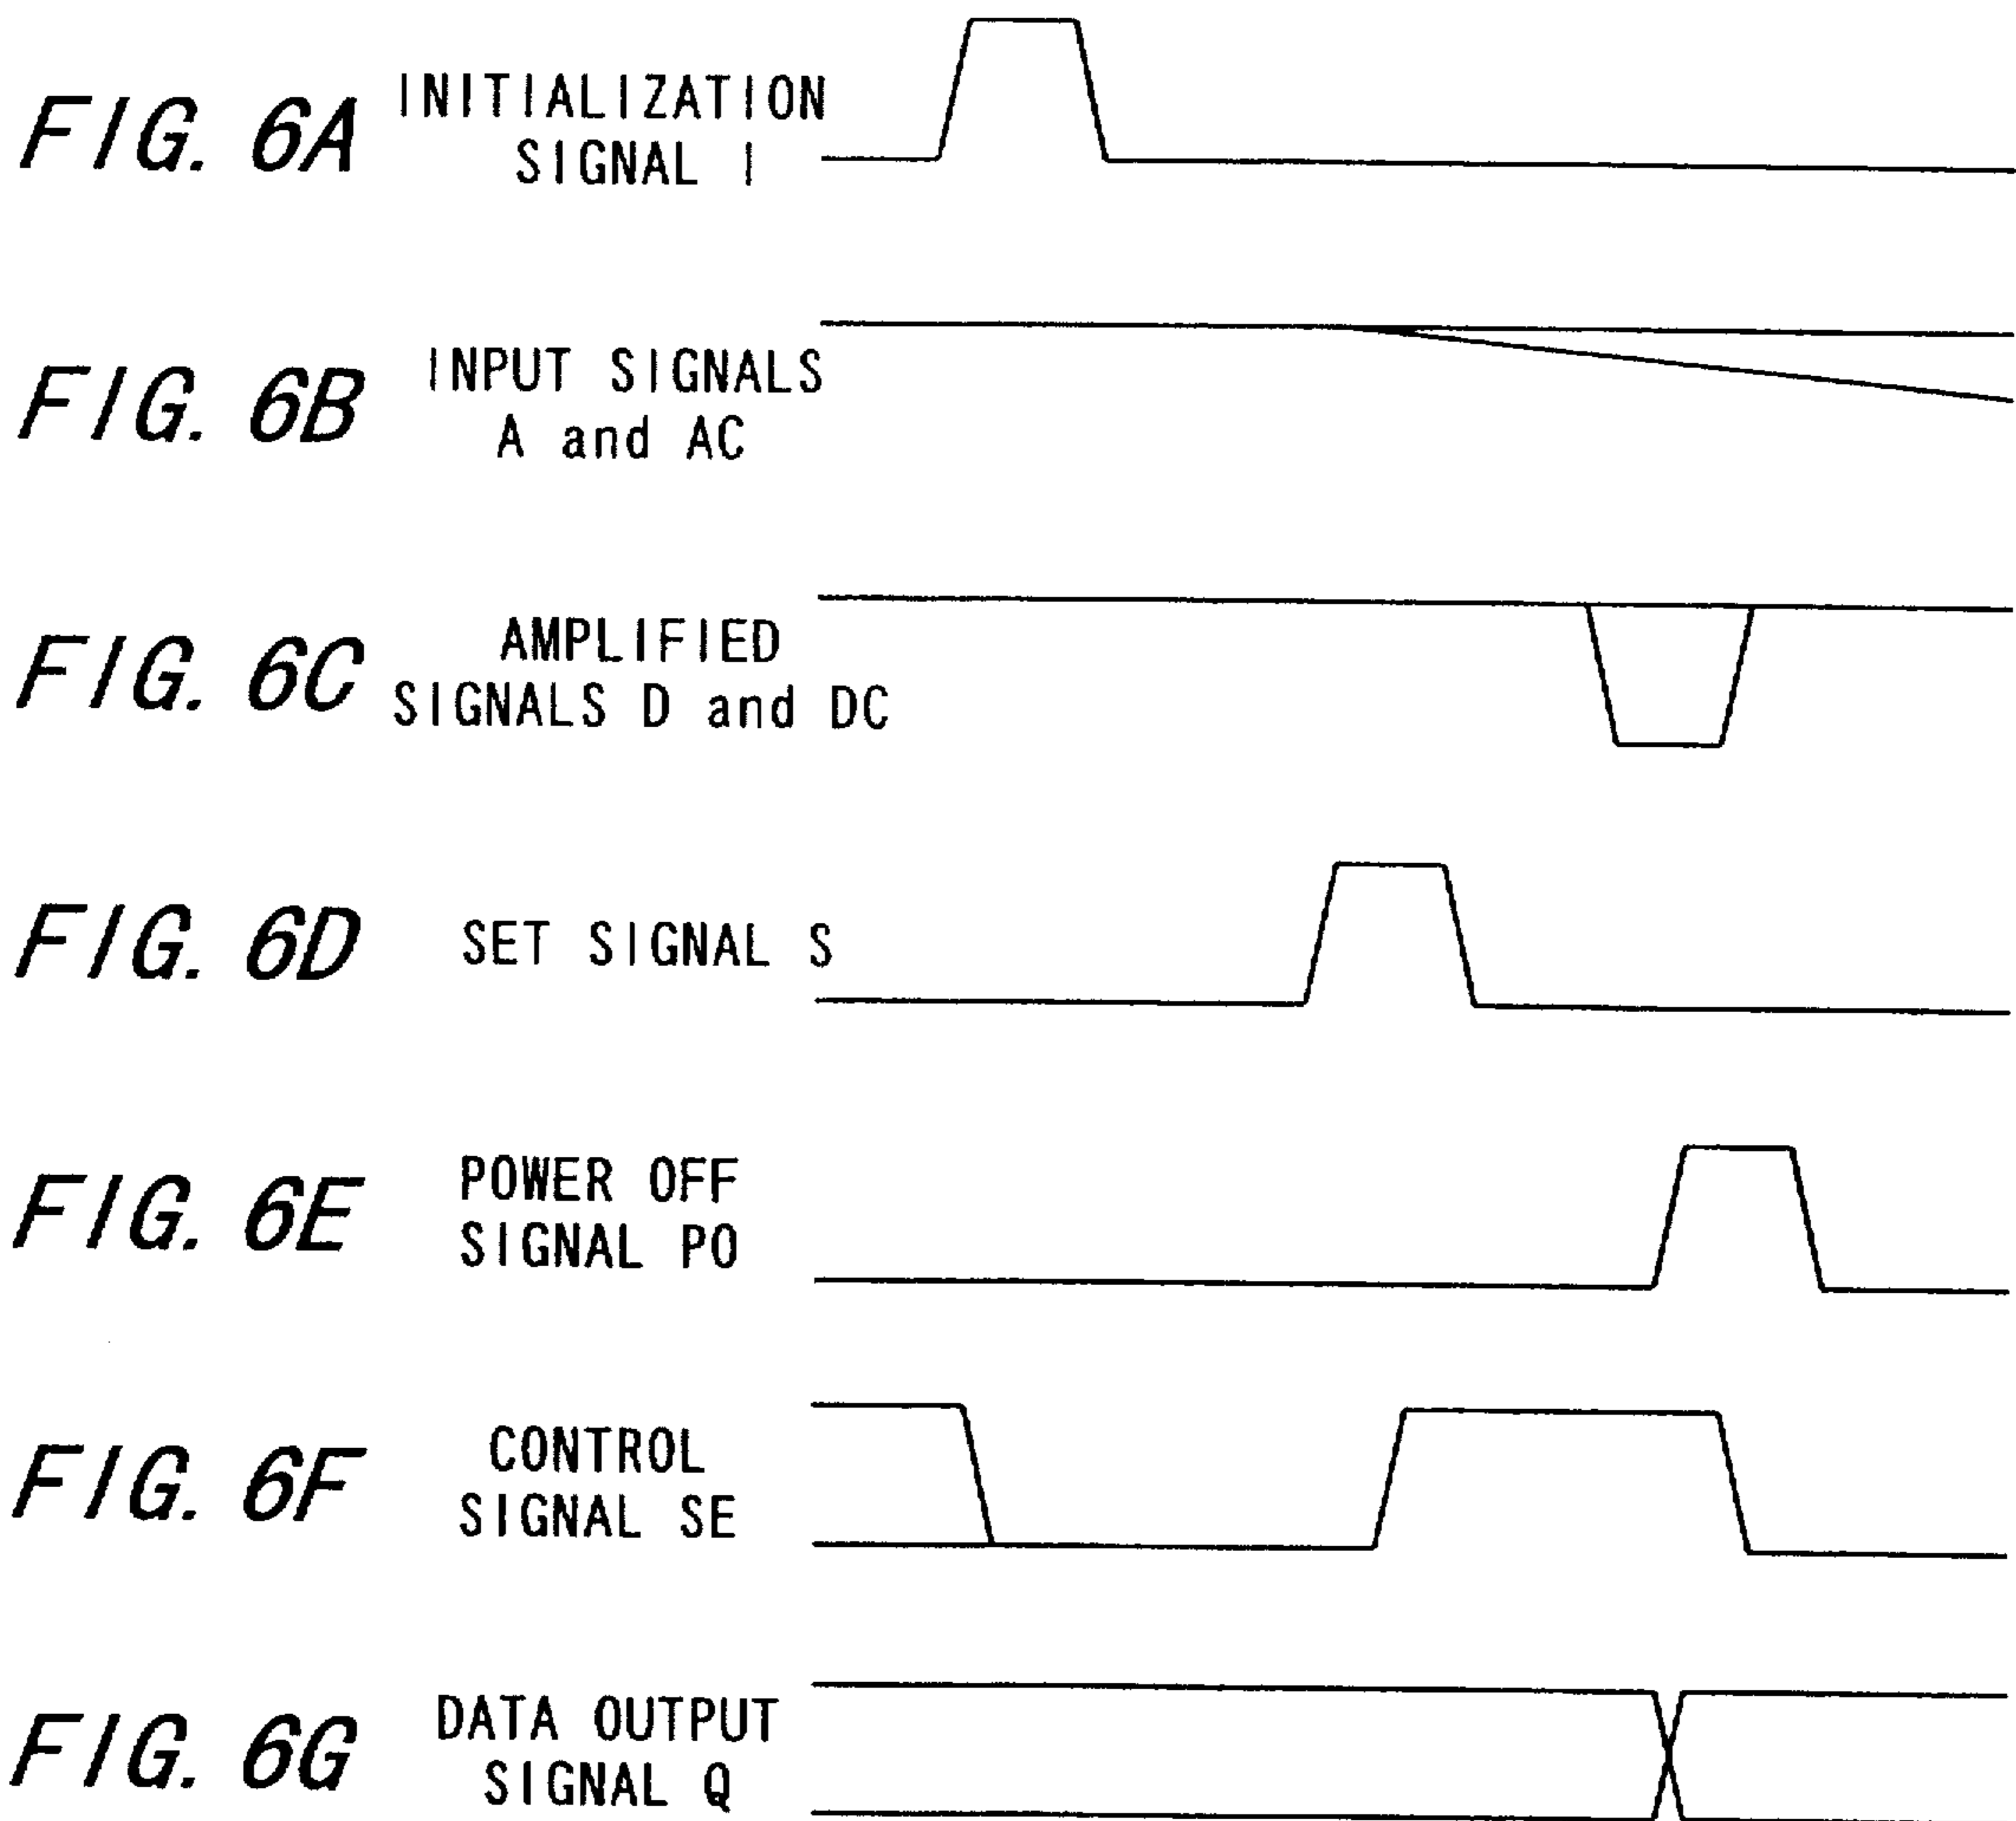 FIG. 6A
INITIALIZATION
SIGNAL I
FIG. 6B
INPUT SIGNALS
A and AC
FIG. 6C
AMPLIFIED
SIGNALS D and DC
FIG. 6D
SET SIGNAL S
FIG. 6E
POWER OFF
SIGNAL PO
FIG. 6F
CONTROL
SIGNAL SE
FIG. 6G
DATA OUTPUT
SIGNAL Q